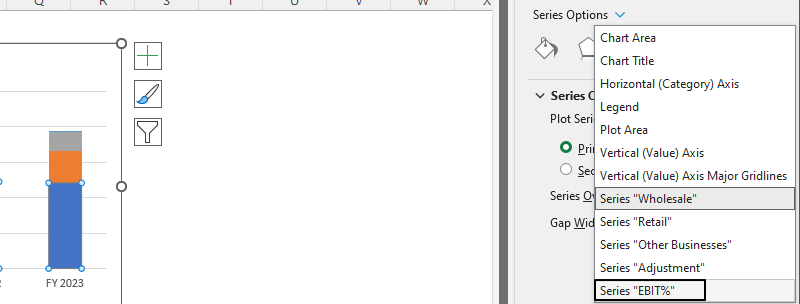 Q R S T U V W X
Series Options
Chart Area
Chart Title
Horizontal (Category) Axis
Legend
Plot Area
Vertical (Value) Axis
Vertical (Value) Axis Major Gridlines
Series "Wholesale"
Series "Retail"
Series "Other Businesses"
Series "Adjustment"
Series "EBIT%"
Series O
Plot Serie
Prin
Sec
Series Ov
Gap Wid
FY 2023